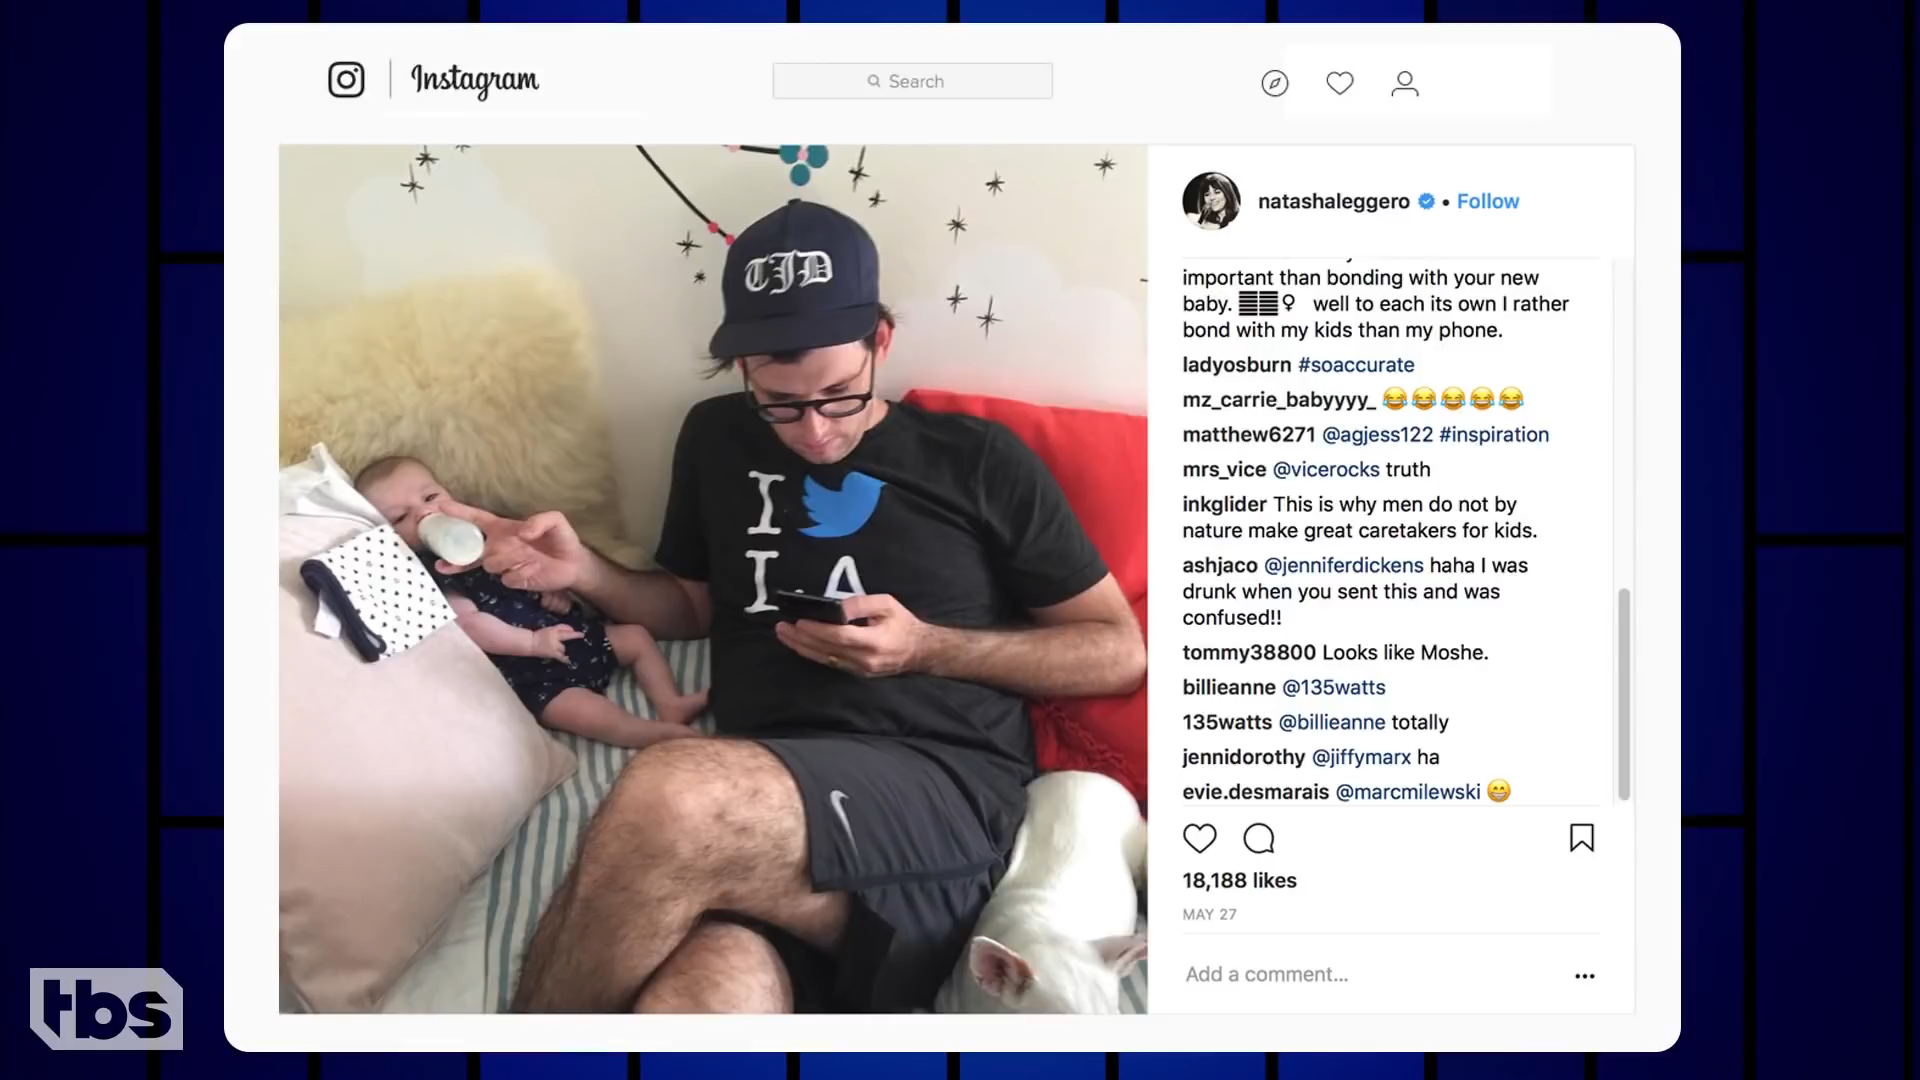 Instagram
Search
natashaleggero • Follow
important than bonding with your new
baby. well to each its own I rather
bond with my kids than my phone.
ladyosburn #soaccurate
mz_carrie_babyyyy_ 😂😂😂😂😂
matthew6271 @agjess122 #inspiration
mrs_vice @vicerocks truth
inkglider This is why men do not by
nature make great caretakers for kids.
ashjaco @jenniferdickens haha I was
drunk when you sent this and was
confused!!
tommy38800 Looks like Moshe.
billieanne @135watts
135watts @billieanne totally
jennidorothy @jiffymarx ha
evie.desmarais @marcmilewski 😁
18,188 likes
MAY 27
Add a comment...
TJD
I
I A
tbs